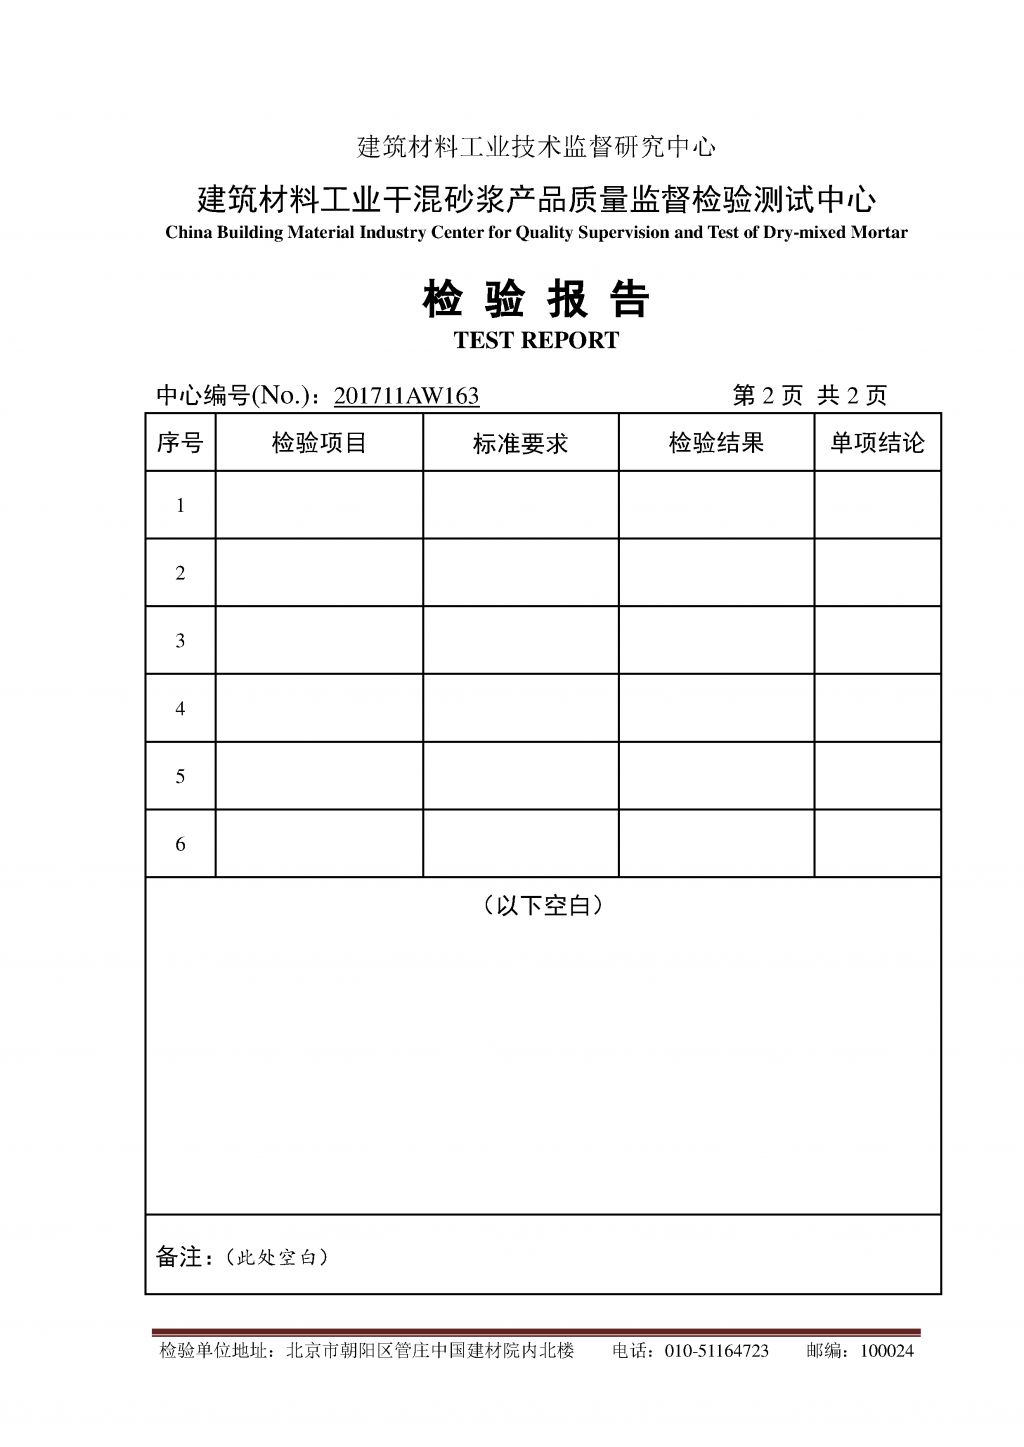 建筑材料工业技术监督研究中心
建筑材料工业干混砂浆产品质量监督检验测试中心
China Building Material Industry Center for Quality Supervision and Test of Dry-mixed Mortar
检 验 报 告
TEST REPORT
中心编号(No.)：201711AW163 第 2 页 共 2 页
序号 检验项目 标准要求 检验结果 单项结论
1
2
3
4
5
6
（以下空白）
备注：（此处空白）
检验单位地址：北京市朝阳区管庄中国建材院内北楼 电话：010-51164723 邮编：100024